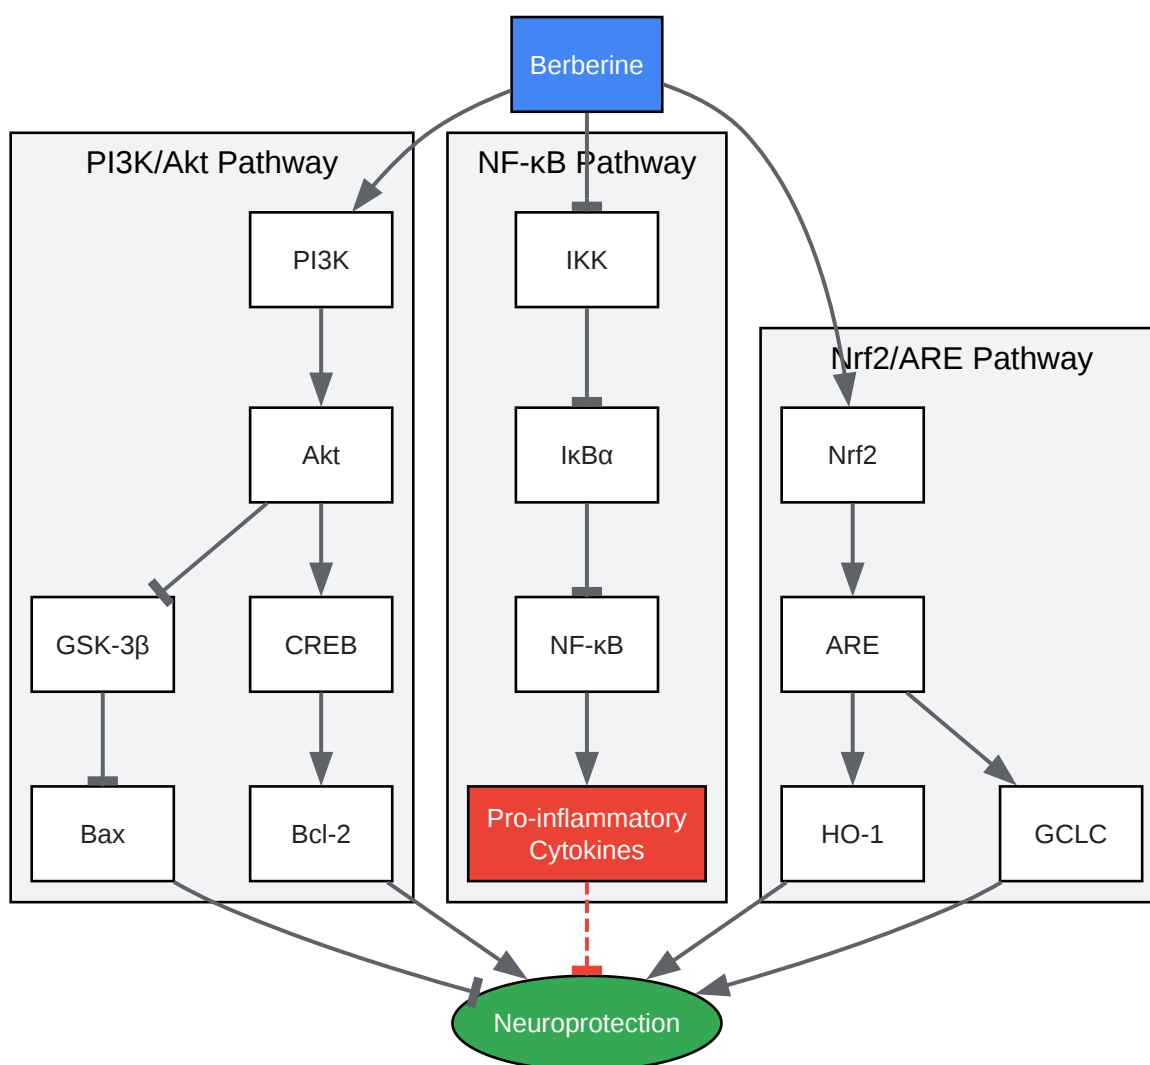 Berberine
PI3K/Akt Pathway
NF-κB Pathway
PI3K
IKK
Nrf2/ARE Pathway
Akt
IκBα
Nrf2
GSK-3β
CREB
NF-κB
ARE
Bax
Bcl-2
Pro-inflammatory
Cytokines
HO-1
GCLC
Neuroprotection